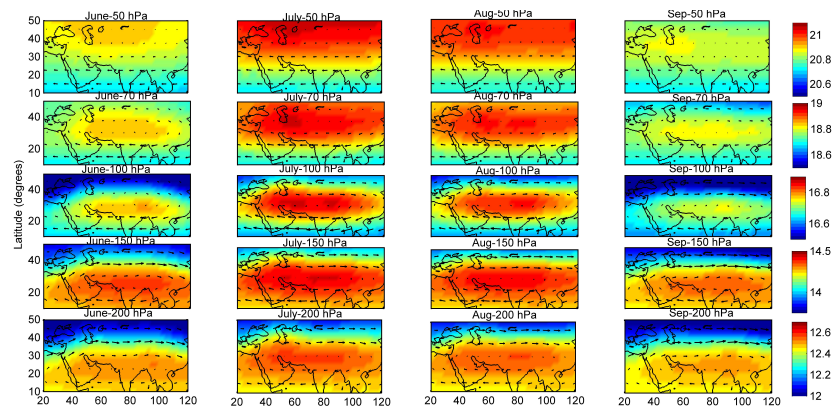 June-50 hPa July-50 hPa Aug-50 hPa Sep-50 hPa
50 40 30 20 10
21 20.8 20.6
June-70 hPa July-70 hPa Aug-70 hPa Sep-70 hPa
40 20
19 18.8 18.6
Latitude (degrees)
June-100 hPa July-100 hPa Aug-100 hPa Sep-100 hPa
40 20
16.8 16.6
June-150 hPa July-150 hPa Aug-150 hPa Sep-150 hPa
40 20
14.5 14
June-200 hPa July-200 hPa Aug-200 hPa Sep-200 hPa
50 40 30 20 10
12.6 12.4 12.2 12
20 40 60 80 100 120 20 40 60 80 100 120 20 40 60 80 100 120 20 40 60 80 100 120